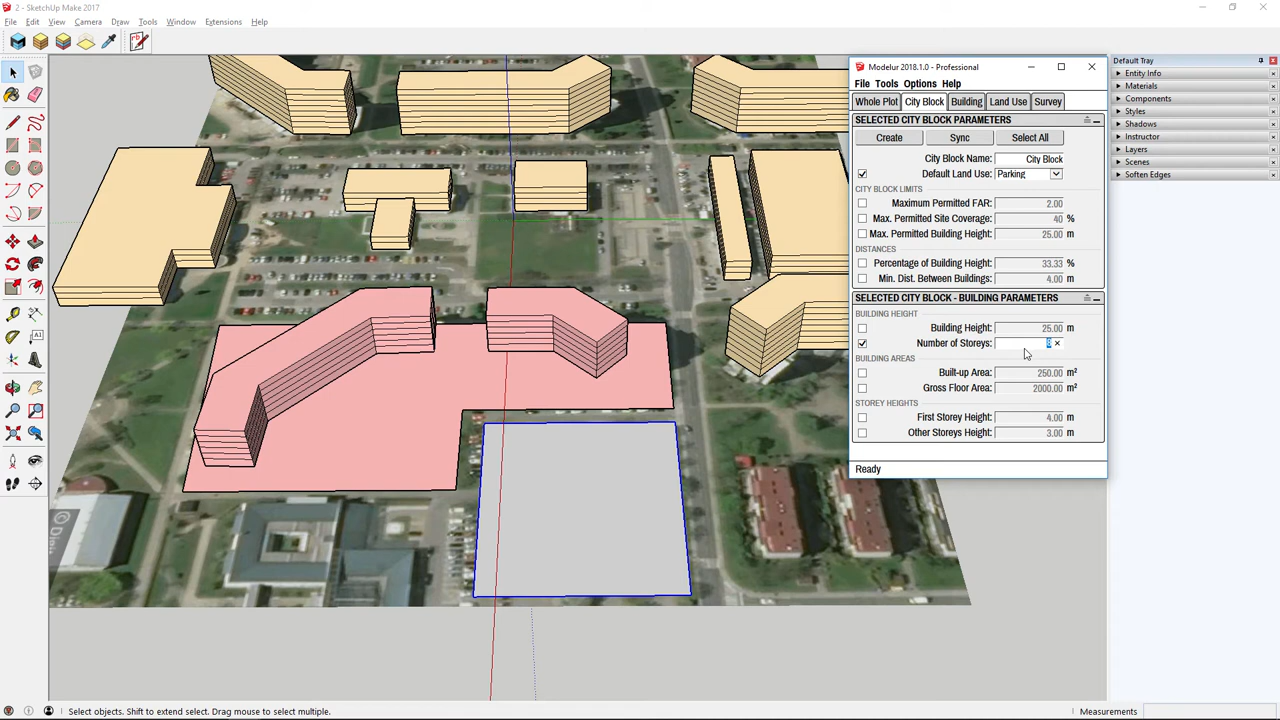 2 - SketchUp Make 2017
File Edit View Camera Draw Tools Window Extensions Help
Default Tray
Entity Info
Materials
Components
Styles
Shadows
Instructor
Layers
Scenes
Soften Edges
Modelur 2018.1.0 - Professional
File Tools Options Help
Whole Plot City Block Building Land Use Survey
SELECTED CITY BLOCK PARAMETERS
Create Sync Select All
City Block Name: City Block
Default Land Use: Parking
CITY BLOCK LIMITS
Maximum Permitted FAR: 2.00
Max. Permitted Site Coverage: 40 %
Max. Permitted Building Height: 25.00 m
DISTANCES
Percentage of Building Height: 33.33 %
Min. Dist. Between Buildings: 4.00 m
SELECTED CITY BLOCK - BUILDING PARAMETERS
BUILDING HEIGHT
Building Height: 25.00 m
Number of Storeys: 8
BUILDING AREAS
Built-up Area: 250.00 m²
Gross Floor Area: 2000.00 m²
STOREY HEIGHTS
First Storey Height: 4.00 m
Other Storeys Height: 3.00 m
Ready
Select objects. Shift to extend select. Drag mouse to select multiple.
Measurements